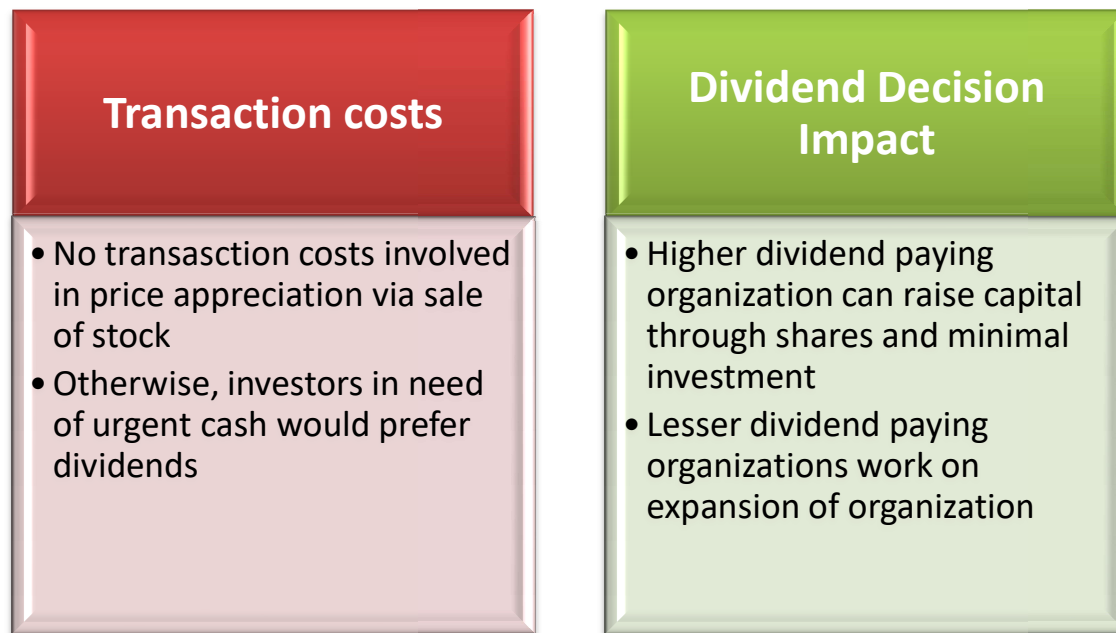 Transaction costs
• No transasction costs involved
in price appreciation via sale
of stock
• Otherwise, investors in need
of urgent cash would prefer
dividends
Dividend Decision
Impact
• Higher dividend paying
organization can raise capital
through shares and minimal
investment
• Lesser dividend paying
organizations work on
expansion of organization